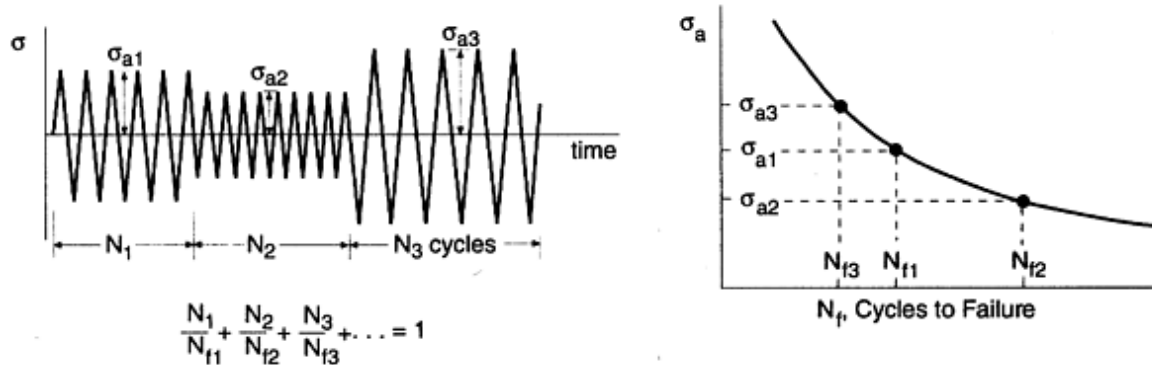 σ
σa1
σa2
σa3
time
N1
N2
N3 cycles
N1/Nf1 + N2/Nf2 + N3/Nf3 + . . . = 1
σa
σa3
σa1
σa2
Nf3
Nf1
Nf2
Nf, Cycles to Failure